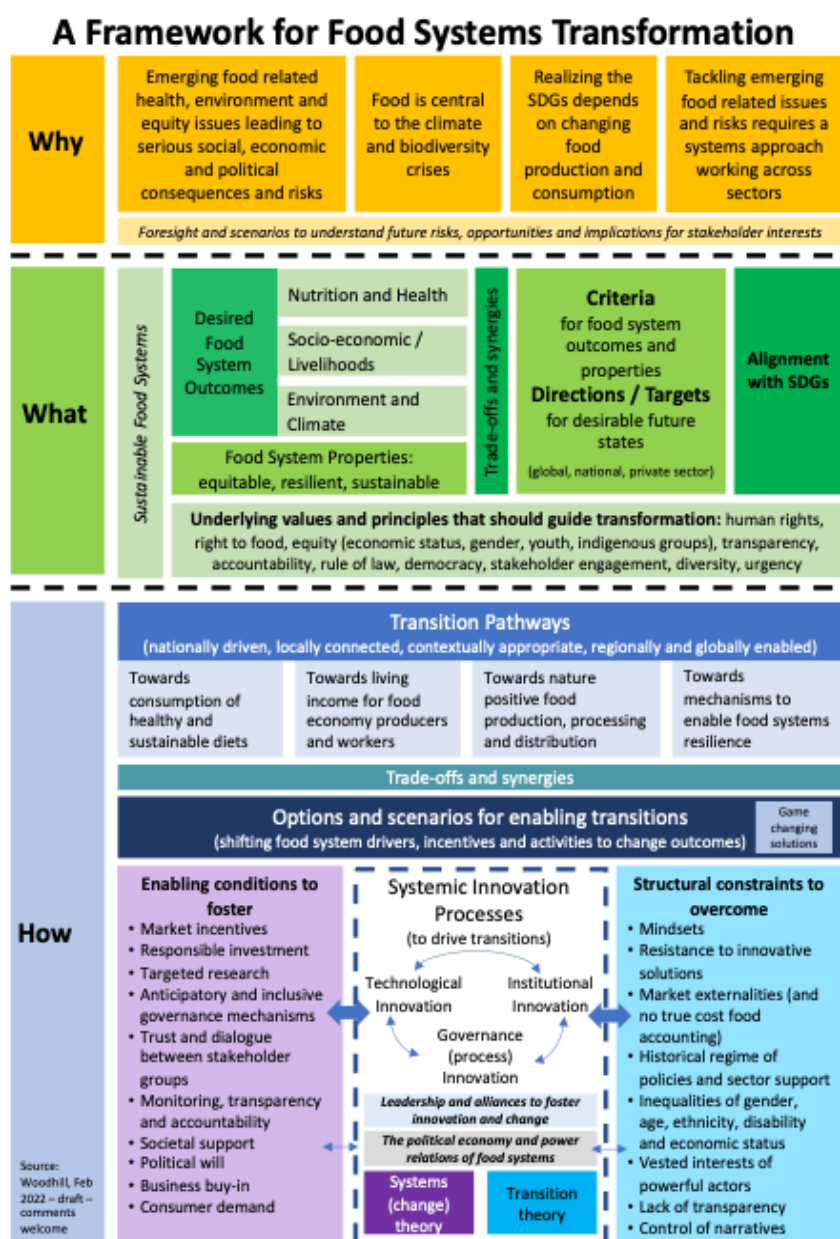 A Framework for Food Systems Transformation
Why
Emerging food related
health, environment and
equity issues leading to
serious social, economic
and political
consequences and risks
Food is central
to the climate
and biodiversity
crises
Realizing the
SDGs depends
on changing
food
production and
consumption
Tackling emerging
food related issues
and risks requires a
systems approach
working across
sectors
Foresight and scenarios to understand future risks, opportunities and implications for stakeholder interests
What
Sustainable Food Systems
Desired
Food
System
Outcomes
Nutrition and Health
Socio-economic /
Livelihoods
Environment and
Climate
Food System Properties:
equitable, resilient, sustainable
Trade-offs and synergies
Criteria
for food system
outcomes and
properties
Directions / Targets
for desirable future
states
(global, national, private sector)
Alignment
with SDGs
Underlying values and principles that should guide transformation: human rights,
right to food, equity (economic status, gender, youth, indigenous groups), transparency,
accountability, rule of law, democracy, stakeholder engagement, diversity, urgency
How
Transition Pathways
(nationally driven, locally connected, contextually appropriate, regionally and globally enabled)
Towards
consumption of
healthy and
sustainable diets
Towards living
income for food
economy producers
and workers
Towards nature
positive food
production, processing
and distribution
Towards
mechanisms to
enable food systems
resilience
Trade-offs and synergies
Options and scenarios for enabling transitions
(shifting food system drivers, incentives and activities to change outcomes)
Game
changing
solutions
Enabling conditions to
foster
• Market incentives
• Responsible investment
• Targeted research
• Anticipatory and inclusive
governance mechanisms
• Trust and dialogue
between stakeholder
groups
• Monitoring, transparency
and accountability
• Societal support
• Political will
• Business buy-in
• Consumer demand
Systemic Innovation
Processes
(to drive transitions)
Technological
Innovation
Institutional
Innovation
Governance
(process)
Innovation
Leadership and alliances to foster
innovation and change
The political economy and power
relations of food systems
Systems
(change)
theory
Transition
theory
Structural constraints to
overcome
• Mindsets
• Resistance to innovative
solutions
• Market externalities (and
no true cost food
accounting)
• Historical regime of
policies and sector support
• Inequalities of gender,
age, ethnicity, disability
and economic status
• Vested interests of
powerful actors
• Lack of transparency
• Control of narratives
Source:
Woodhill, Feb
2022 – draft –
comments
welcome